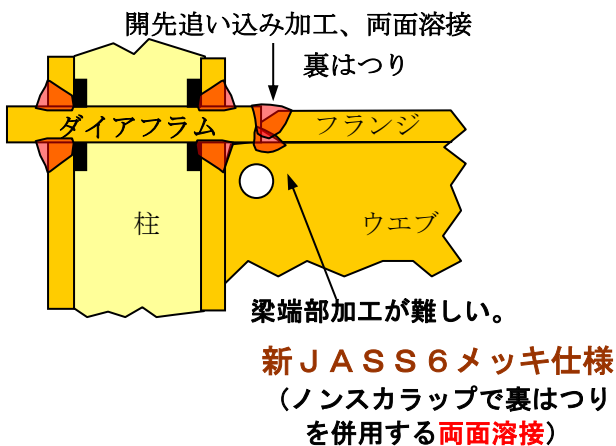 開先追い込み加工、両面溶接
裏はつり
ダイアフラム
フランジ
柱
ウエブ
梁端部加工が難しい。
新ＪＡＳＳ６メッキ仕様
（ノンスカラップで裏はつり
を併用する両面溶接）